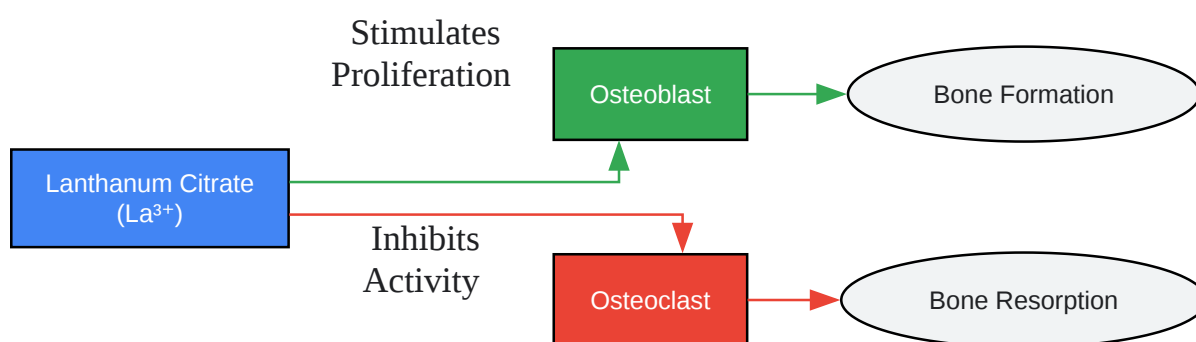 Stimulates
Proliferation
Osteoblast
Bone Formation
Lanthanum Citrate
(La³⁺)
Inhibits
Activity
Osteoclast
Bone Resorption